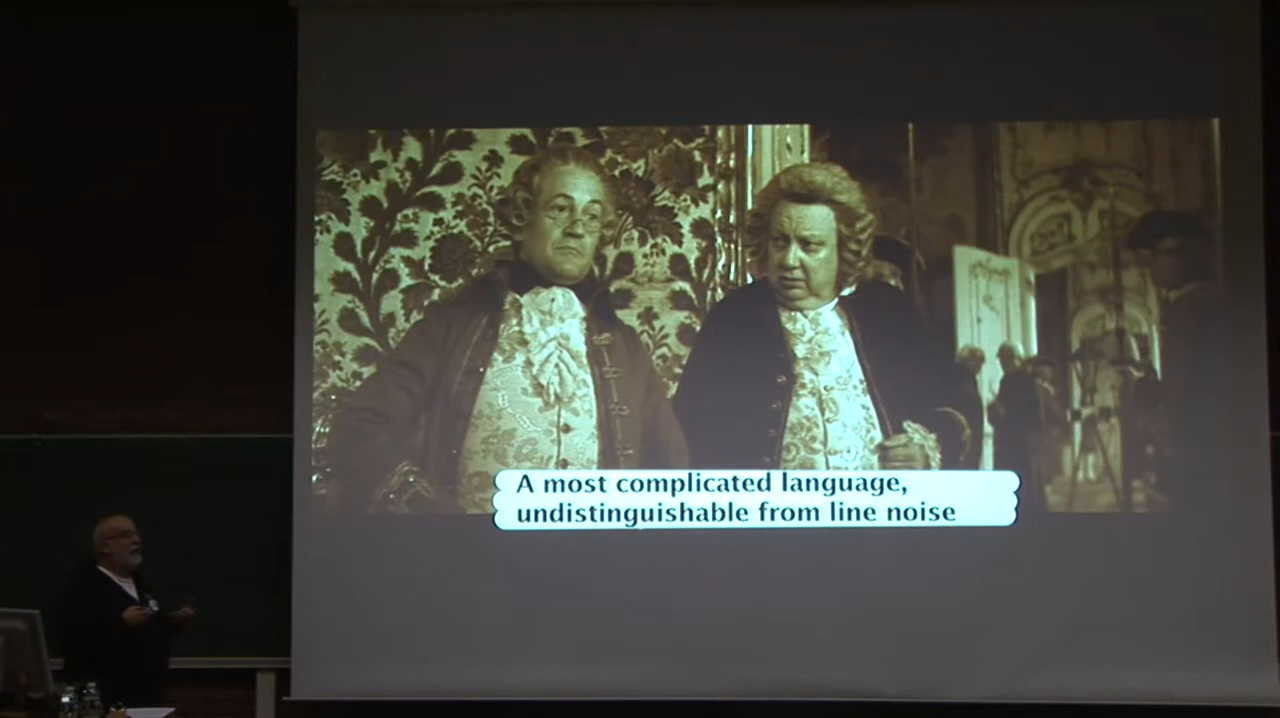 A most complicated language,
undistinguishable from line noise